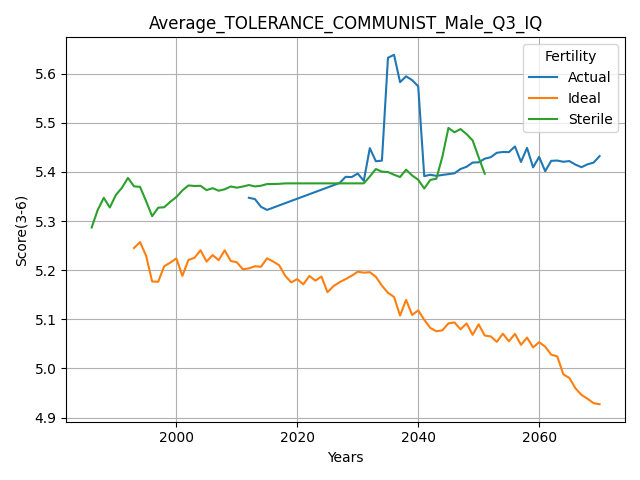 Average_TOLERANCE_COMMUNIST_Male_Q3_IQ
Fertility
Actual
Ideal
Sterile
Score(3-6)
5.6
5.5
5.4
5.3
5.2
5.1
5.0
4.9
2000 2020 2040 2060
Years